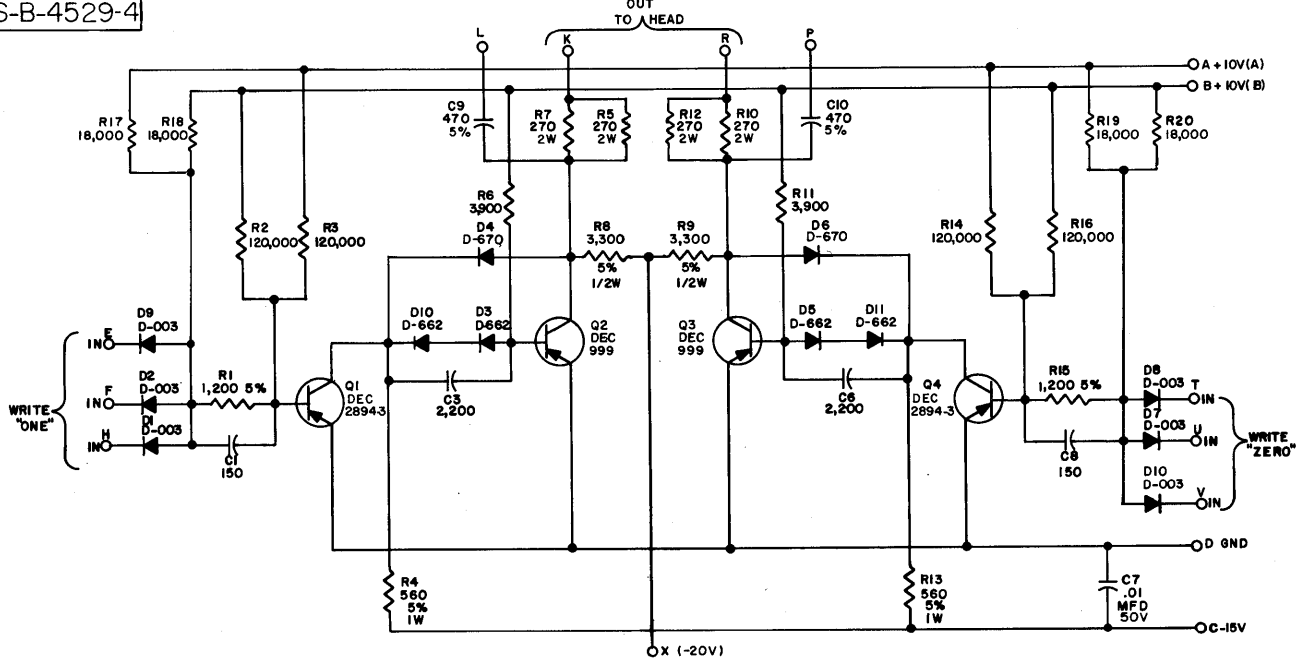 S-B-4529-4
OUT
TO HEAD
L
K
R
P
A + 10V(A)
B + 10V(B)
R17
18,000
R18
18,000
C9
470
5%
R7
270
2W
R5
270
2W
R12
270
2W
R10
270
2W
C10
470
5%
R19
18,000
R20
18,000
R2
120,000
R3
120,000
R6
3,900
D4
D-670
R8
3,300
5%
1/2W
R9
3,300
5%
1/2W
D6
D-670
R11
3,900
R14
120,000
R16
120,000
WRITE
"ONE"
E
IN
D9
D-003
F
IN
D2
D-003
H
IN
D1
D-003
R1
1,200 5%
C1
150
Q1
DEC
2894-3
D10
D-662
D3
D-662
C3
2,200
Q2
DEC
999
Q3
DEC
999
D5
D-662
D11
D-662
C6
2,200
Q4
DEC
2894-3
R15
1,200 5%
C8
150
D8
D-003
T
IN
D7
D-003
U
IN
D10
D-003
V
IN
WRITE
"ZERO"
D GND
R4
560
5%
1W
R13
560
5%
1W
C7
.01
MFD
50V
C-15V
X (-20V)